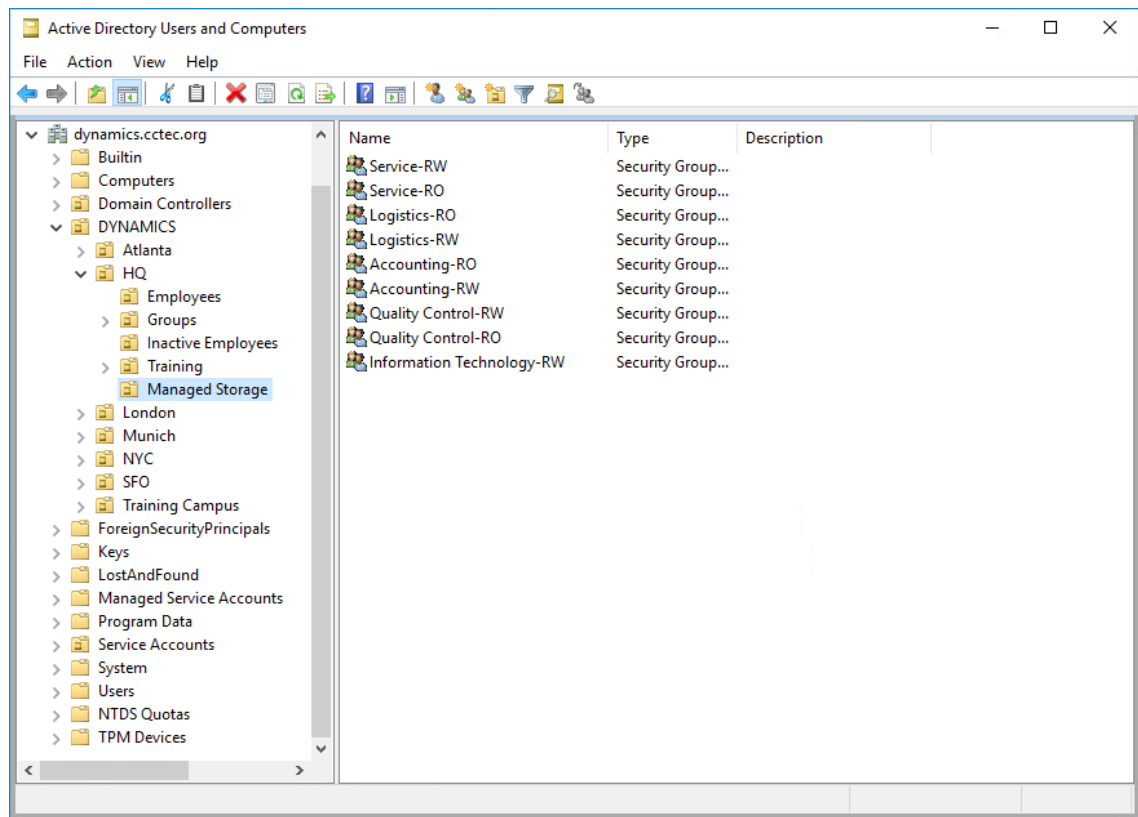 Active Directory Users and Computers
File Action View Help
dynamics.cctec.org
Builtin
Computers
Domain Controllers
DYNAMICS
Atlanta
HQ
Employees
Groups
Inactive Employees
Training
Managed Storage
London
Munich
NYC
SFO
Training Campus
ForeignSecurityPrincipals
Keys
LostAndFound
Managed Service Accounts
Program Data
Service Accounts
System
Users
NTDS Quotas
TPM Devices
Name Type Description
Service-RW Security Group...
Service-RO Security Group...
Logistics-RO Security Group...
Logistics-RW Security Group...
Accounting-RO Security Group...
Accounting-RW Security Group...
Quality Control-RW Security Group...
Quality Control-RO Security Group...
Information Technology-RW Security Group...